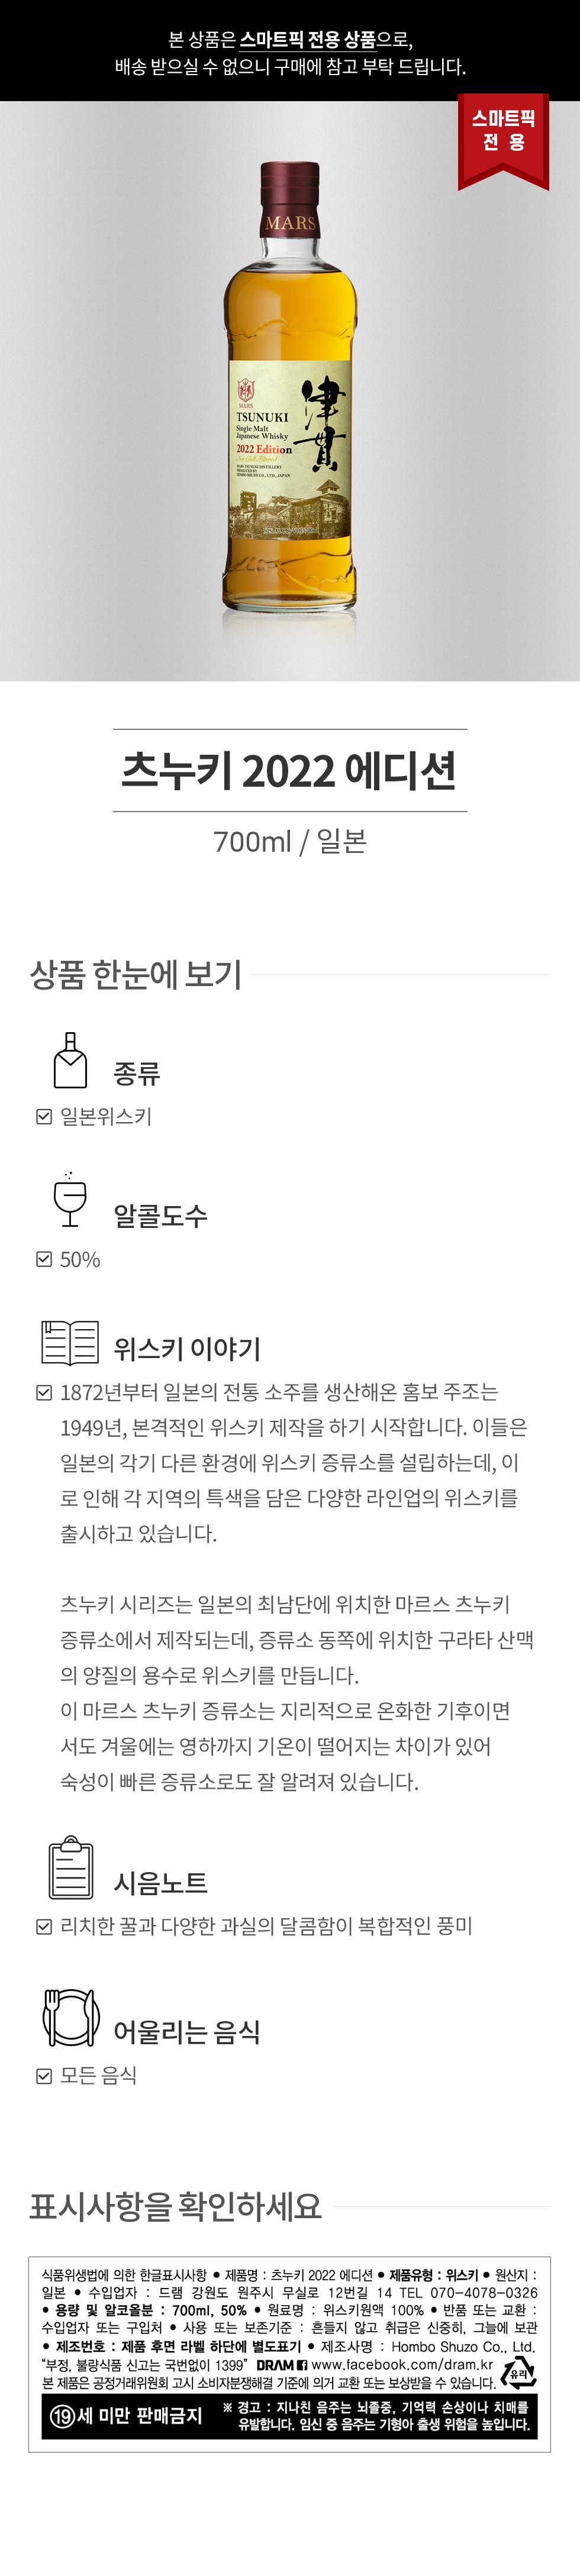 본 상품은 스마트픽 전용 상품으로,
배송 받으실 수 없으니 구매에 참고 부탁 드립니다.
스마트픽
전 용
MARS
MARS
TSUNUKI
Single Malt
Japanese Whisky
2022 Edition
Non Chill Filtered
MARS TSUNUKI DISTILLERY
PRODUCED BY
HOMBO SHUZO CO., LTD., JAPAN
津貫
츠누키 2022 에디션
700ml / 일본
상품 한눈에 보기
종류
일본위스키
알콜도수
50%
위스키 이야기
1872년부터 일본의 전통 소주를 생산해온 홈보 주조는
1949년, 본격적인 위스키 제작을 하기 시작합니다. 이들은
일본의 각기 다른 환경에 위스키 증류소를 설립하는데, 이
로 인해 각 지역의 특색을 담은 다양한 라인업의 위스키를
출시하고 있습니다.
츠누키 시리즈는 일본의 최남단에 위치한 마르스 츠누키
증류소에서 제작되는데, 증류소 동쪽에 위치한 구라타 산맥
의 양질의 용수로 위스키를 만듭니다.
이 마르스 츠누키 증류소는 지리적으로 온화한 기후이면
서도 겨울에는 영하까지 기온이 떨어지는 차이가 있어
숙성이 빠른 증류소로도 잘 알려져 있습니다.
시음노트
리치한 꿀과 다양한 과실의 달콤함이 복합적인 풍미
어울리는 음식
모든 음식
표시사항을 확인하세요
식품위생법에 의한 한글표시사항 ● 제품명 : 츠누키 2022 에디션 ● 제품유형 : 위스키 ● 원산지 :
일본 ● 수입업자 : 드램 강원도 원주시 무실로 12번길 14 TEL 070-4078-0326
● 용량 및 알코올분 : 700ml, 50% ● 원료명 : 위스키원액 100% ● 반품 또는 교환 :
수입업자 또는 구입처 ● 사용 또는 보존기준 : 흔들지 않고 취급은 신중히, 그늘에 보관
● 제조번호 : 제품 후면 라벨 하단에 별도표기 ● 제조사명 : Hombo Shuzo Co., Ltd.
“부정, 불량식품 신고는 국번없이 1399” DRAM f www.facebook.com/dram.kr
유리
본 제품은 공정거래위원회 고시 소비자분쟁해결 기준에 의거 교환 또는 보상받을 수 있습니다.
19세 미만 판매금지
※ 경고 : 지나친 음주는 뇌졸중, 기억력 손상이나 치매를
유발합니다. 임신 중 음주는 기형아 출생 위험을 높입니다.